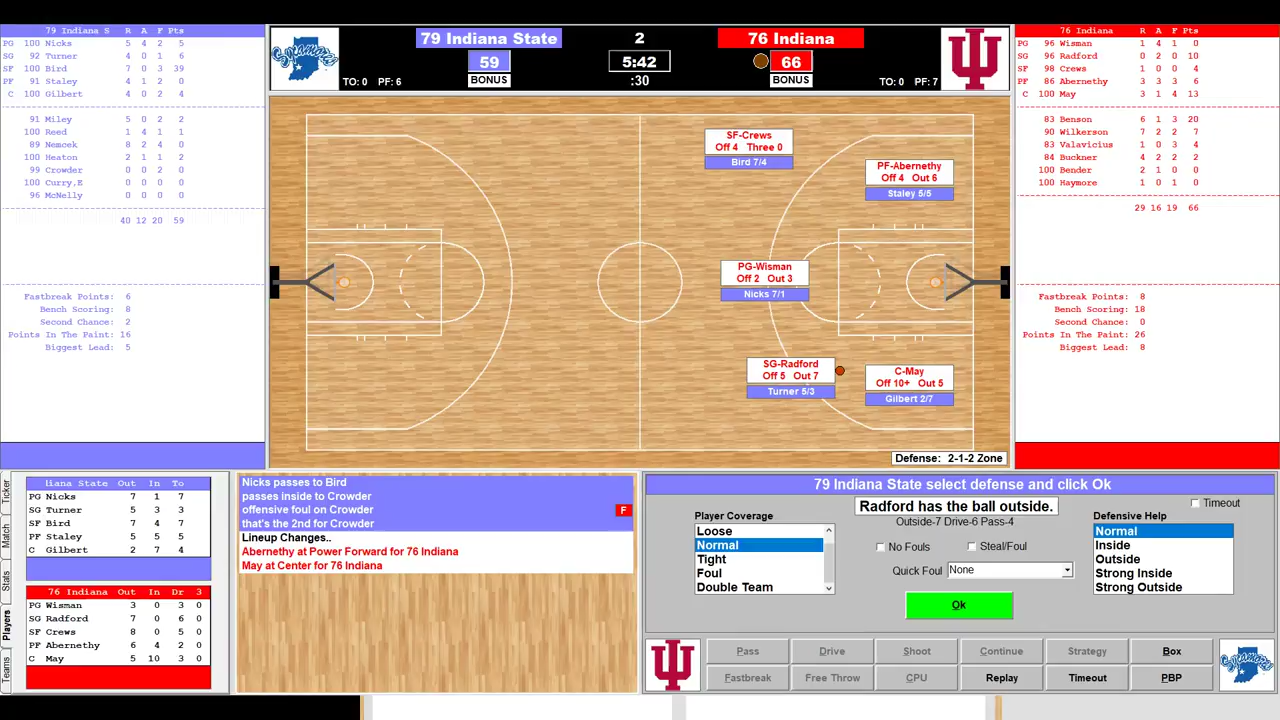 79 Indiana S R A F Pts
PG 100 Nicks 5 4 2 5
SG 92 Turner 4 0 1 6
SF 100 Bird 7 0 3 39
PF 91 Staley 4 1 2 0
C 100 Gilbert 4 0 2 4
91 Miley 5 0 2 2
100 Reed 1 4 1 1
89 Nemcek 8 2 4 0
100 Heaton 2 1 1 2
99 Crowder 0 0 2 0
100 Curry,E 0 0 0 0
96 McNelly 0 0 0 0
40 12 20 59
Fastbreak Points: 6
Bench Scoring: 8
Second Chance: 2
Points In The Paint: 16
Biggest Lead: 5
Sycamores
79 Indiana State
59
BONUS
TO: 0 PF: 6
2
5:42
:30
76 Indiana
66
BONUS
TO: 0 PF: 7
76 Indiana R A F Pts
PG 96 Wisman 1 4 1 0
SG 96 Radford 0 2 0 10
SF 98 Crews 1 0 0 4
PF 86 Abernethy 3 3 3 6
C 100 May 3 1 4 13
83 Benson 6 1 3 20
90 Wilkerson 7 2 2 7
83 Valavicius 1 0 3 4
84 Buckner 4 2 2 2
100 Bender 2 1 0 0
100 Haymore 1 0 1 0
29 16 19 66
Fastbreak Points: 8
Bench Scoring: 18
Second Chance: 0
Points In The Paint: 26
Biggest Lead: 8
SF-Crews
Off 4 Three 0
Bird 7/4
PF-Abernethy
Off 4 Out 6
Staley 5/5
PG-Wisman
Off 2 Out 3
Nicks 7/1
SG-Radford
Off 5 Out 7
Turner 5/3
C-May
Off 10+ Out 5
Gilbert 2/7
Defense: 2-1-2 Zone
Ticker
Match
Stats
Players
Teams
iana State Out In To
PG Nicks 7 1 7
SG Turner 5 3 3
SF Bird 7 4 7
PF Staley 5 5 5
C Gilbert 2 7 4
76 Indiana Out In Dr 3
PG Wisman 3 0 3 0
SG Radford 7 0 6 0
SF Crews 8 0 5 0
PF Abernethy 6 4 2 0
C May 5 10 3 0
Nicks passes to Bird
passes inside to Crowder
offensive foul on Crowder
F
that's the 2nd for Crowder
Lineup Changes..
Abernethy at Power Forward for 76 Indiana
May at Center for 76 Indiana
79 Indiana State select defense and click Ok
Radford has the ball outside.
Outside-7 Drive-6 Pass-4
Timeout
Player Coverage
Loose
Normal
Tight
Foul
Double Team
No Fouls
Steal/Foul
Quick Foul None
Ok
Defensive Help
Normal
Inside
Outside
Strong Inside
Strong Outside
Pass Drive Shoot Continue Strategy Box
Fastbreak Free Throw CPU Replay Timeout PBP
Sycamores